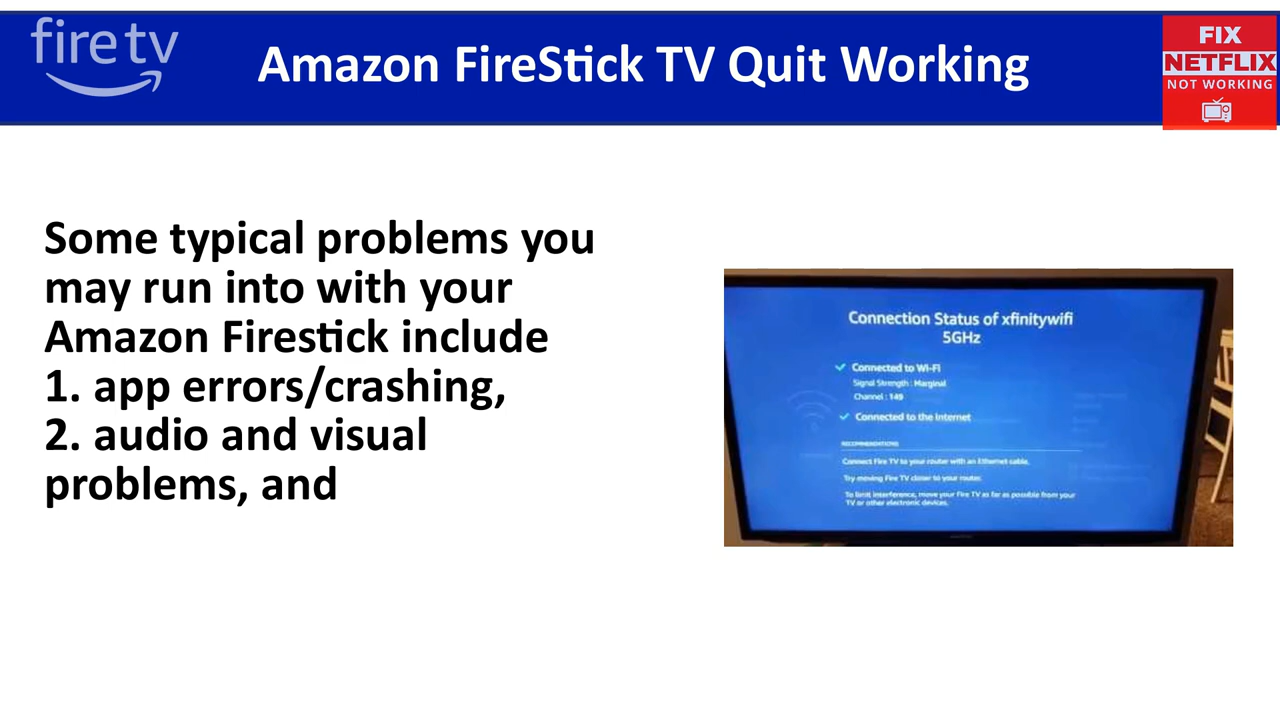 fire tv
Amazon FireStick TV Quit Working
FIX
NETFLIX
NOT WORKING
Some typical problems you
may run into with your
Amazon Firestick include
1. app errors/crashing,
2. audio and visual
problems, and
Connection Status of xfinitywifi
5GHz
Connected to Wi-Fi
Signal Strength : Marginal
Channel : 149
Connected to the Internet
RECOMMENDATIONS
Connect Fire TV to your router with an Ethernet cable.
Try moving Fire TV closer to your router.
To limit interference, move your Fire TV as far as possible from your
TV or other electronic devices.